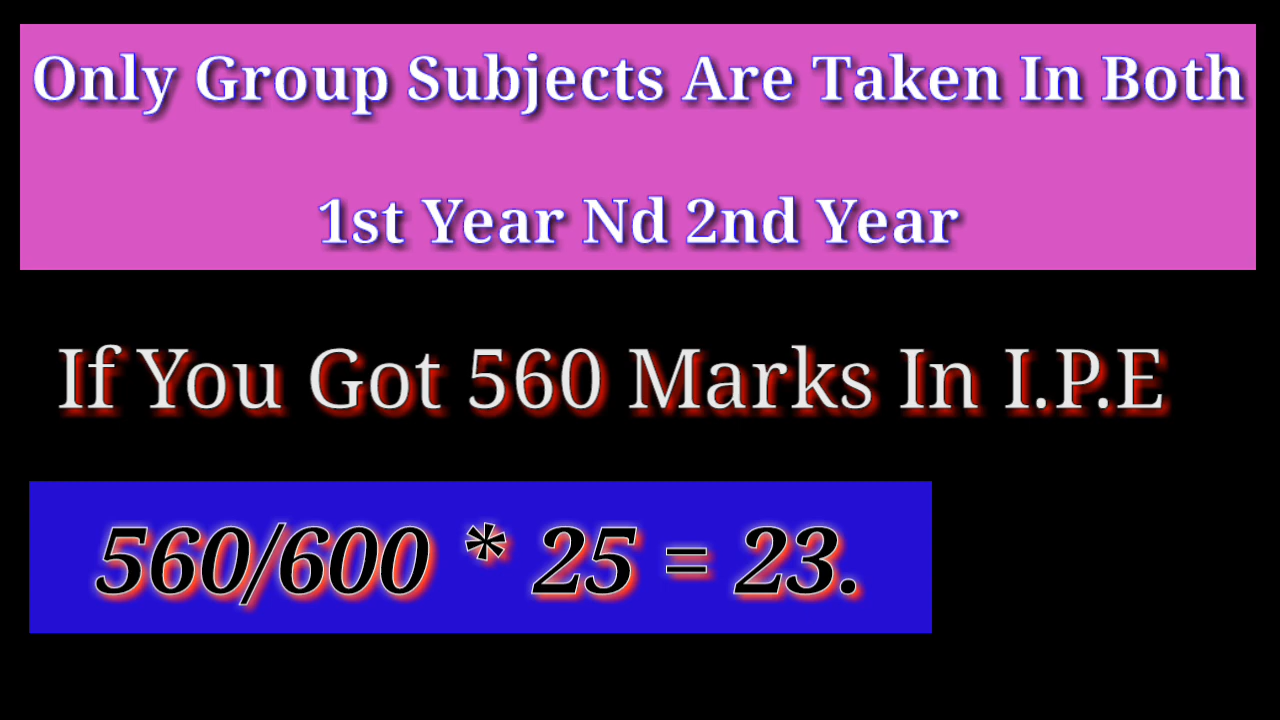 Only Group Subjects Are Taken In Both
1st Year Nd 2nd Year
If You Got 560 Marks In I.P.E
560/600 * 25 = 23.